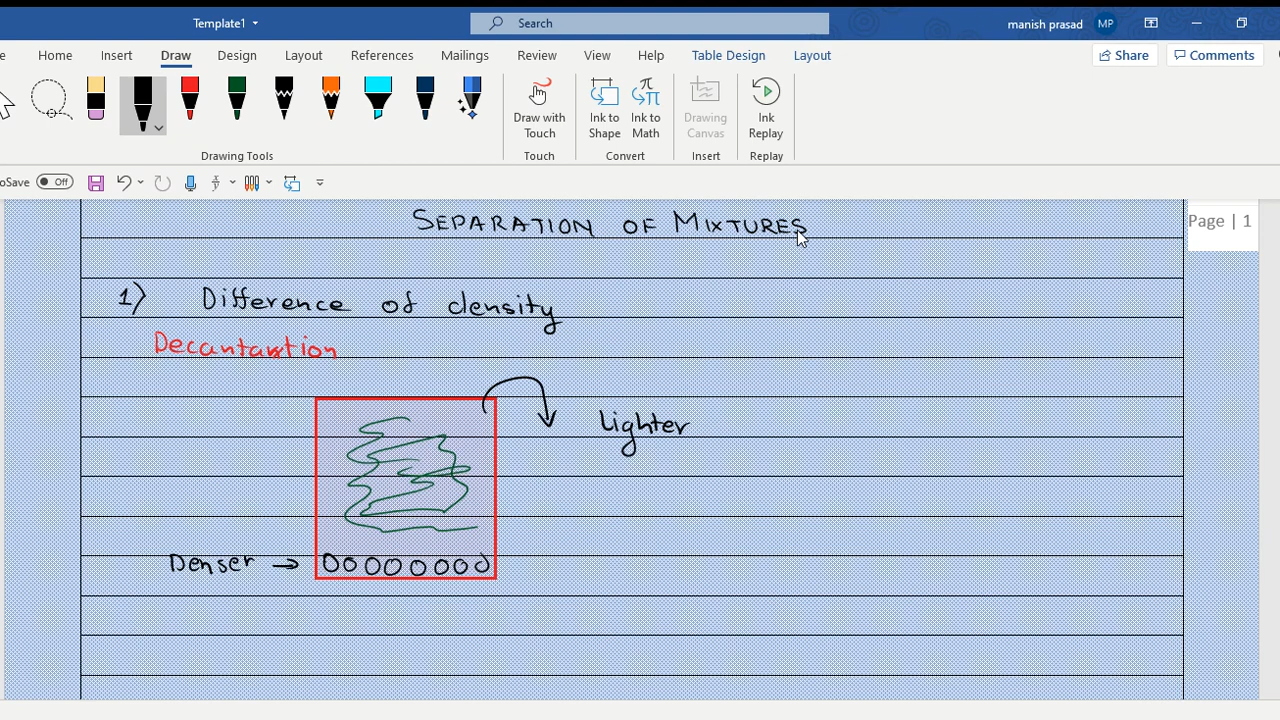 Template1
Search
manish prasad MP
e Home Insert Draw Design Layout References Mailings Review View Help Table Design Layout Share Comments
Draw with Touch
Ink to Shape
Ink to Math
Drawing Canvas
Ink Replay
Drawing Tools Touch Convert Insert Replay
oSave Off
SEPARATION OF MIXTURES
Page | 1
1) Difference of density
Decantation
Lighter
Denser →